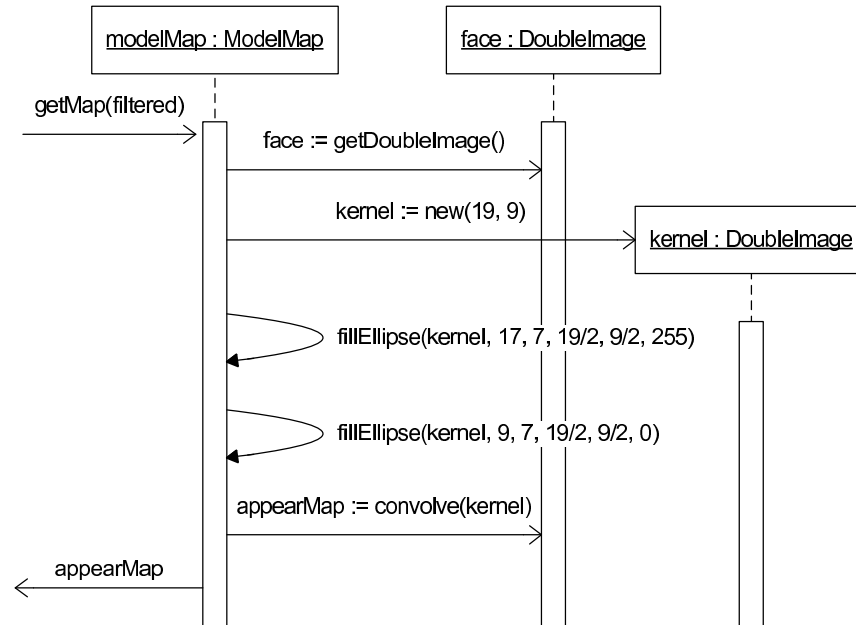 modelMap : ModelMap
face : DoubleImage
getMap(filtered)
face := getDoubleImage()
kernel := new(19, 9)
kernel : DoubleImage
fillEllipse(kernel, 17, 7, 19/2, 9/2, 255)
fillEllipse(kernel, 9, 7, 19/2, 9/2, 0)
appearMap := convolve(kernel)
appearMap